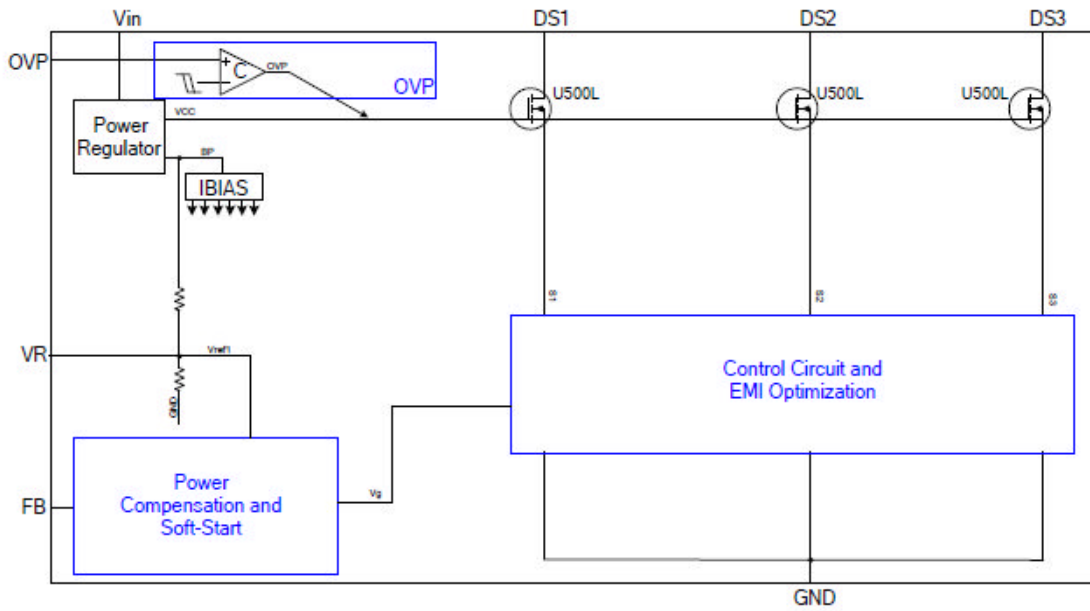 Vin
DS1
DS2
DS3
OVP
C
OVP
OVP
U500L
U500L
U500L
VCC
Power
Regulator
BP
IBIAS
S1
S2
S3
VR
Vref1
Control Circuit and
EMI Optimization
GND
Power
Compensation and
Soft-Start
Vg
FB
GND